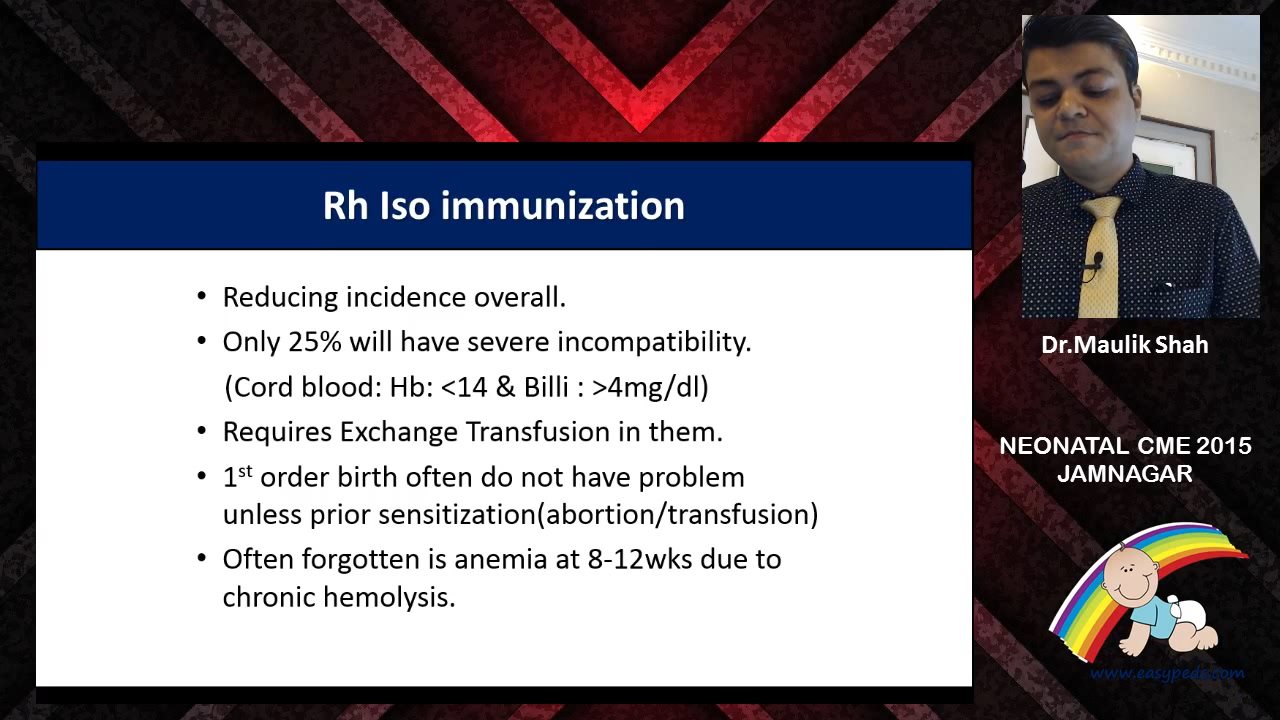 Rh Iso immunization
• Reducing incidence overall.
• Only 25% will have severe incompatibility.
(Cord blood: Hb: <14 & Billi : >4mg/dl)
• Requires Exchange Transfusion in them.
• 1st order birth often do not have problem
unless prior sensitization(abortion/transfusion)
• Often forgotten is anemia at 8-12wks due to
chronic hemolysis.
Dr.Maulik Shah
NEONATAL CME 2015
JAMNAGAR
www.easypeds.com